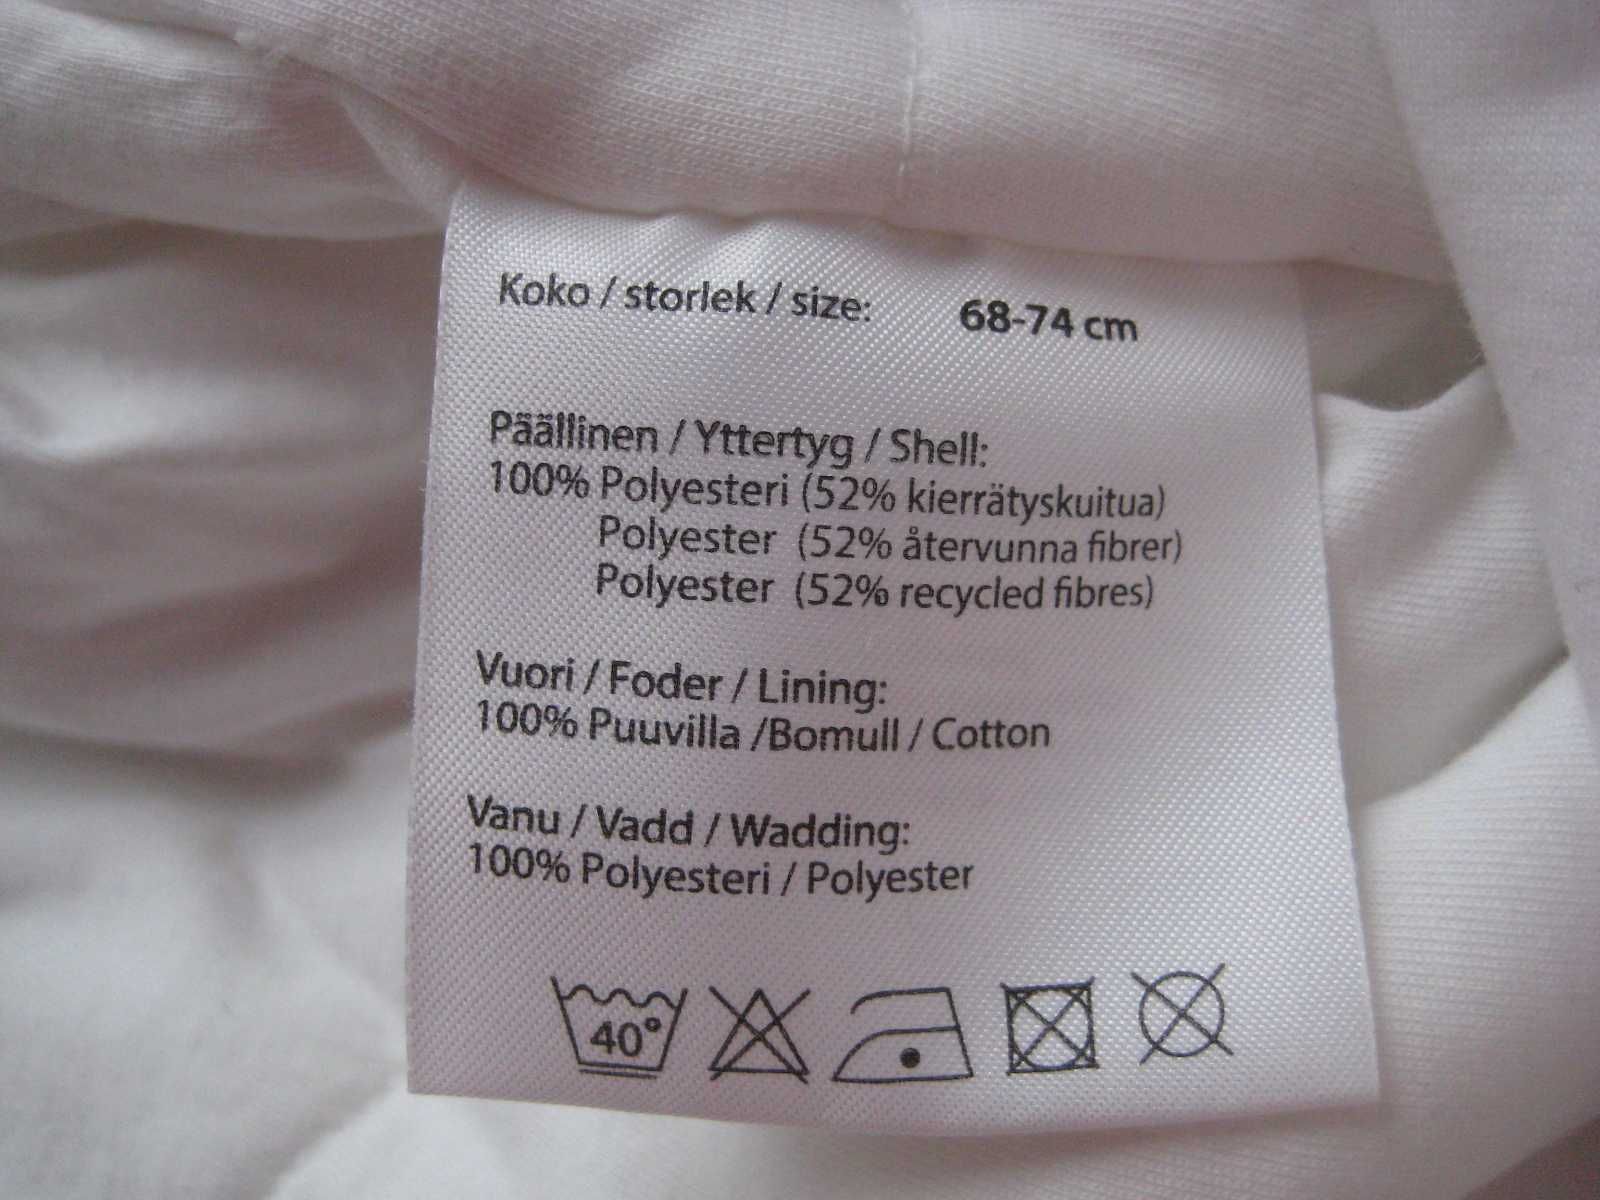 Koko / storlek / size: 68-74 cm
Päällinen / Yttertyg / Shell:
100% Polyesteri (52% kierrätyskuitua)
Polyester (52% återvunna fibrer)
Polyester (52% recycled fibres)
Vuori / Foder / Lining:
100% Puuvilla /Bomull / Cotton
Vanu / Vadd / Wadding:
100% Polyesteri / Polyester
40°